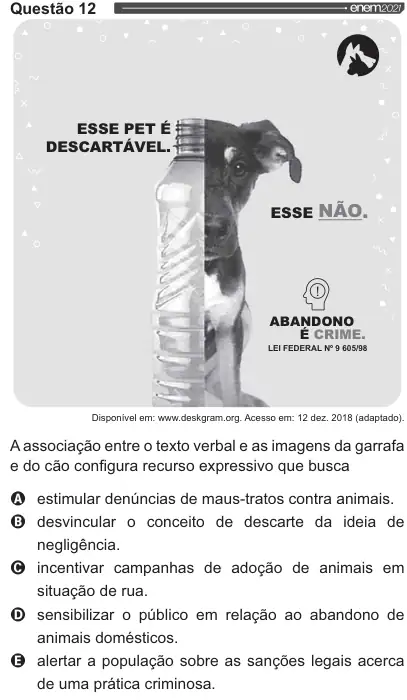 Questão 12
enem2021
ESSE PET É
DESCARTÁVEL.
ESSE NÃO.
ABANDONO
É CRIME.
LEI FEDERAL Nº 9 605/98
Disponível em: www.deskgram.org. Acesso em: 12 dez. 2018 (adaptado).
A associação entre o texto verbal e as imagens da garrafa
e do cão configura recurso expressivo que busca
A estimular denúncias de maus-tratos contra animais.
B desvincular o conceito de descarte da ideia de
negligência.
C incentivar campanhas de adoção de animais em
situação de rua.
D sensibilizar o público em relação ao abandono de
animais domésticos.
E alertar a população sobre as sanções legais acerca
de uma prática criminosa.